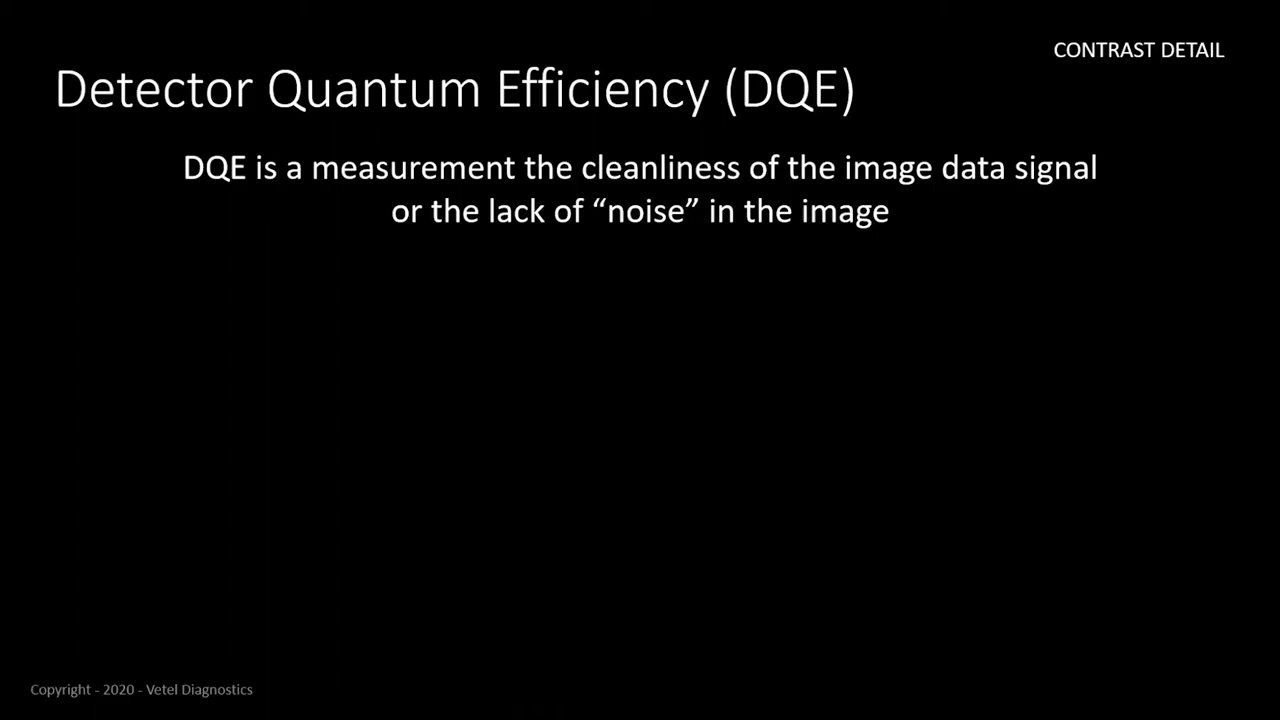 CONTRAST DETAIL
Detector Quantum Efficiency (DQE)
DQE is a measurement the cleanliness of the image data signal
or the lack of “noise” in the image
Copyright - 2020 - Vetel Diagnostics